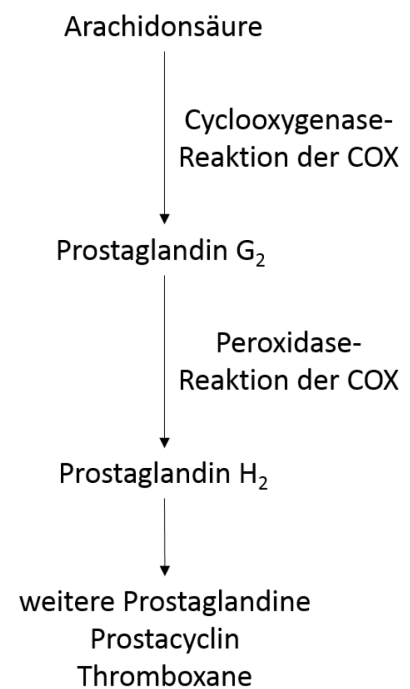 Arachidonsäure
Cyclooxygenase-
Reaktion der COX
Prostaglandin G₂
Peroxidase-
Reaktion der COX
Prostaglandin H₂
weitere Prostaglandine
Prostacyclin
Thromboxane